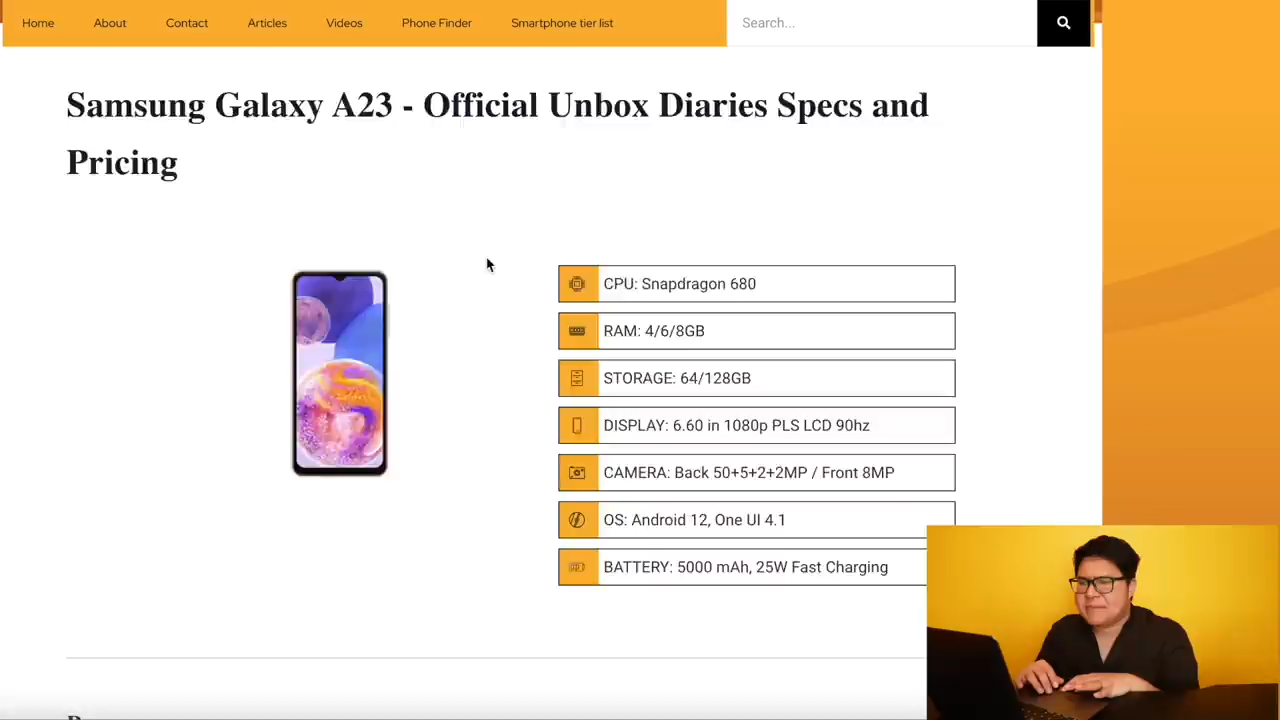 Home About Contact Articles Videos Phone Finder Smartphone tier list Search...
Samsung Galaxy A23 - Official Unbox Diaries Specs and
Pricing
CPU: Snapdragon 680
RAM: 4/6/8GB
STORAGE: 64/128GB
DISPLAY: 6.60 in 1080p PLS LCD 90hz
CAMERA: Back 50+5+2+2MP / Front 8MP
OS: Android 12, One UI 4.1
BATTERY: 5000 mAh, 25W Fast Charging